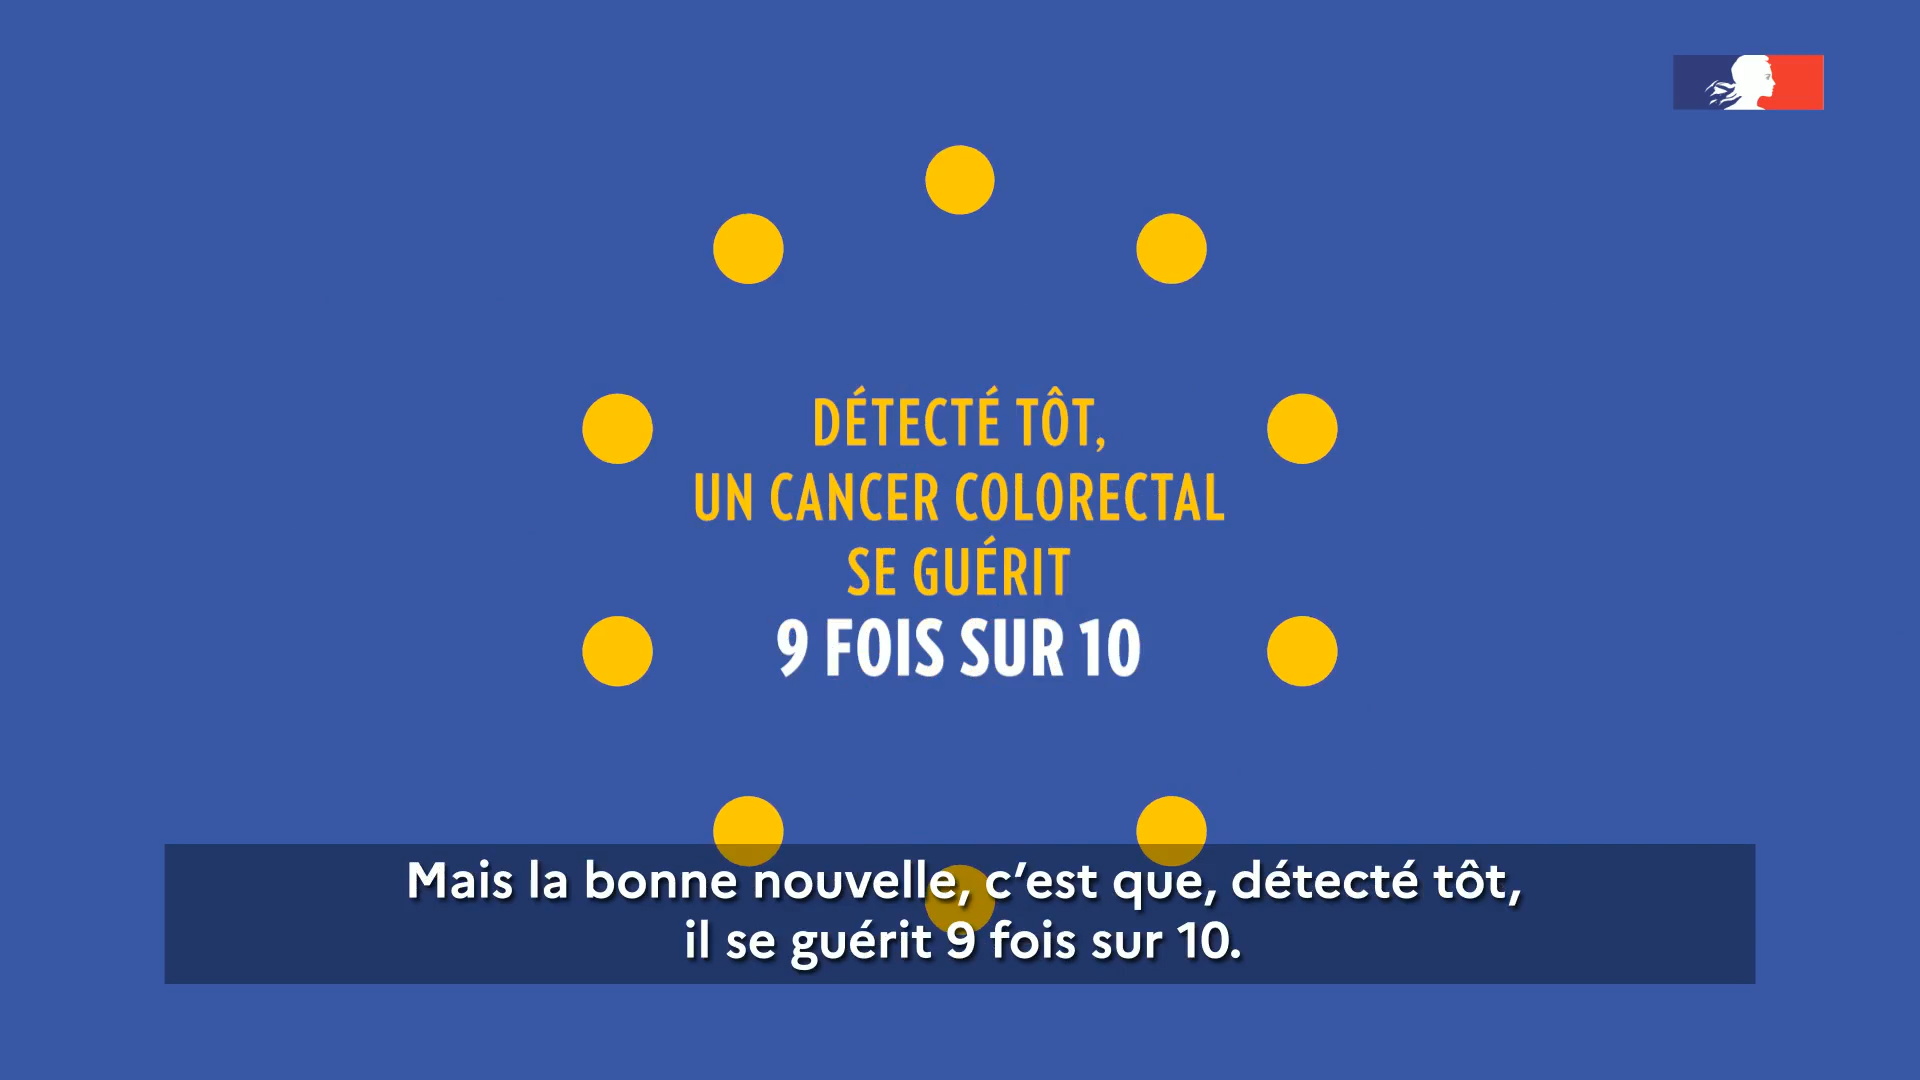 DÉTECTÉ TÔT,
UN CANCER COLORECTAL
SE GUÉRIT
9 FOIS SUR 10
Mais la bonne nouvelle, c’est que, détecté tôt,
il se guérit 9 fois sur 10.